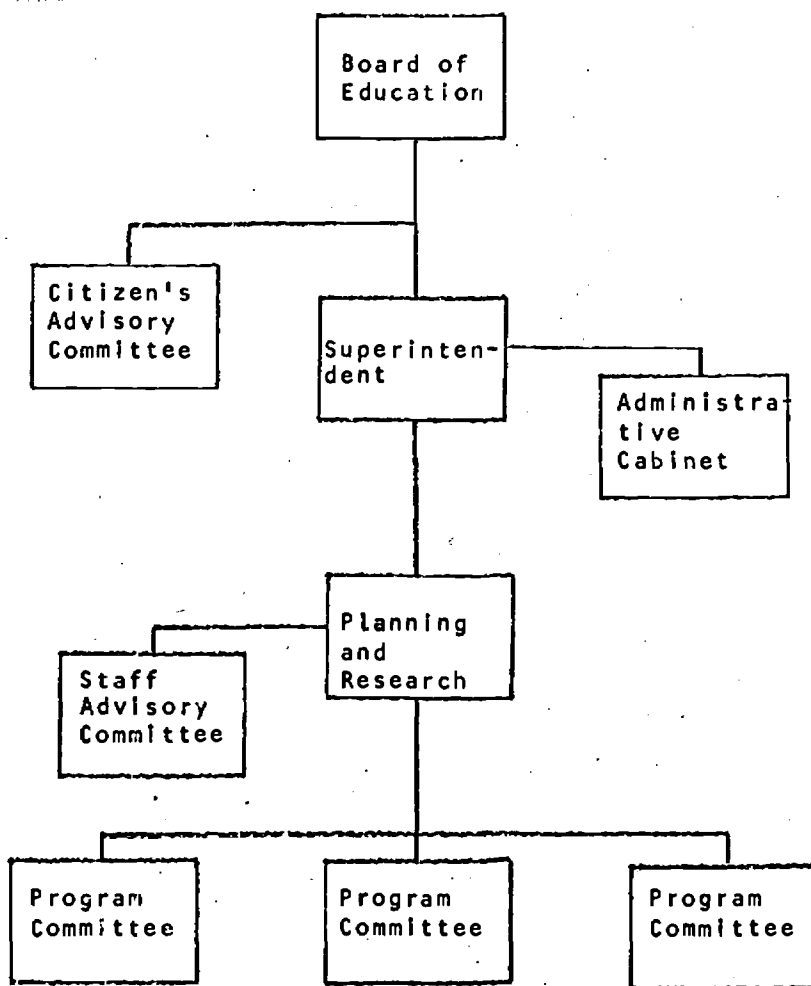 Board of
Education
Citizen's
Advisory
Committee
Superinten-
dent
Administra-
tive
Cabinet
Planning
and
Research
Staff
Advisory
Committee
Program
Committee
Program
Committee
Program
Committee